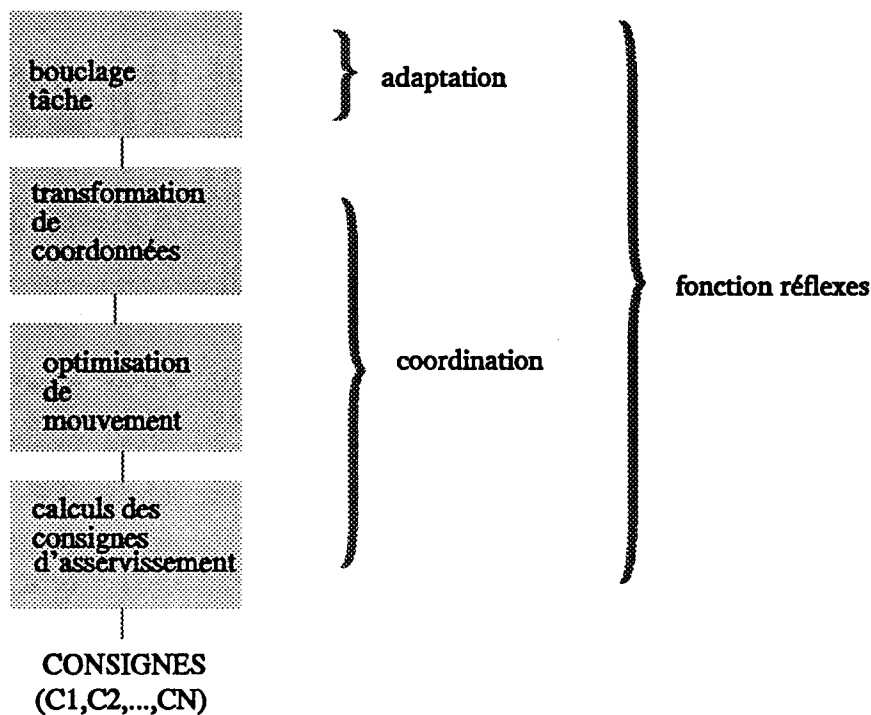 bouclage
tâche
adaptation
transformation
de
coordonnées
fonction réflexes
optimisation
de
mouvement
coordination
calculs des
consignes
d'asservissement
CONSIGNES
(C1,C2,...,CN)